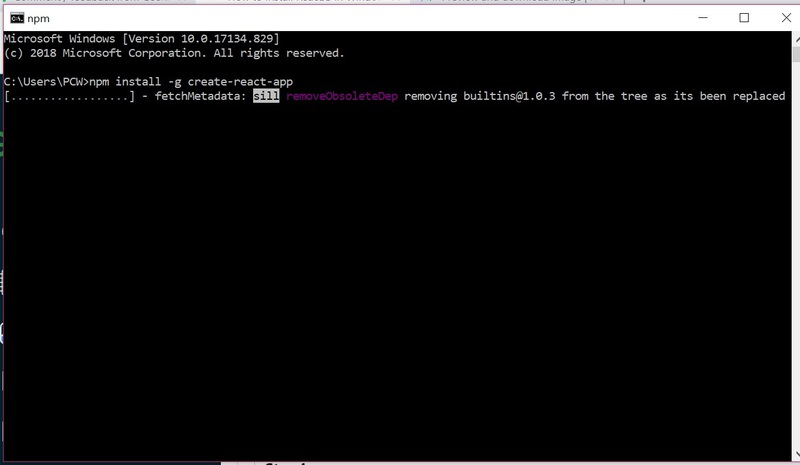 npm
Microsoft Windows [Version 10.0.17134.829]
(c) 2018 Microsoft Corporation. All rights reserved.
C:\Users\PCW>npm install -g create-react-app
[..................] - fetchMetadata: sill removeObsoleteDep removing builtins@1.0.3 from the tree as its been replaced